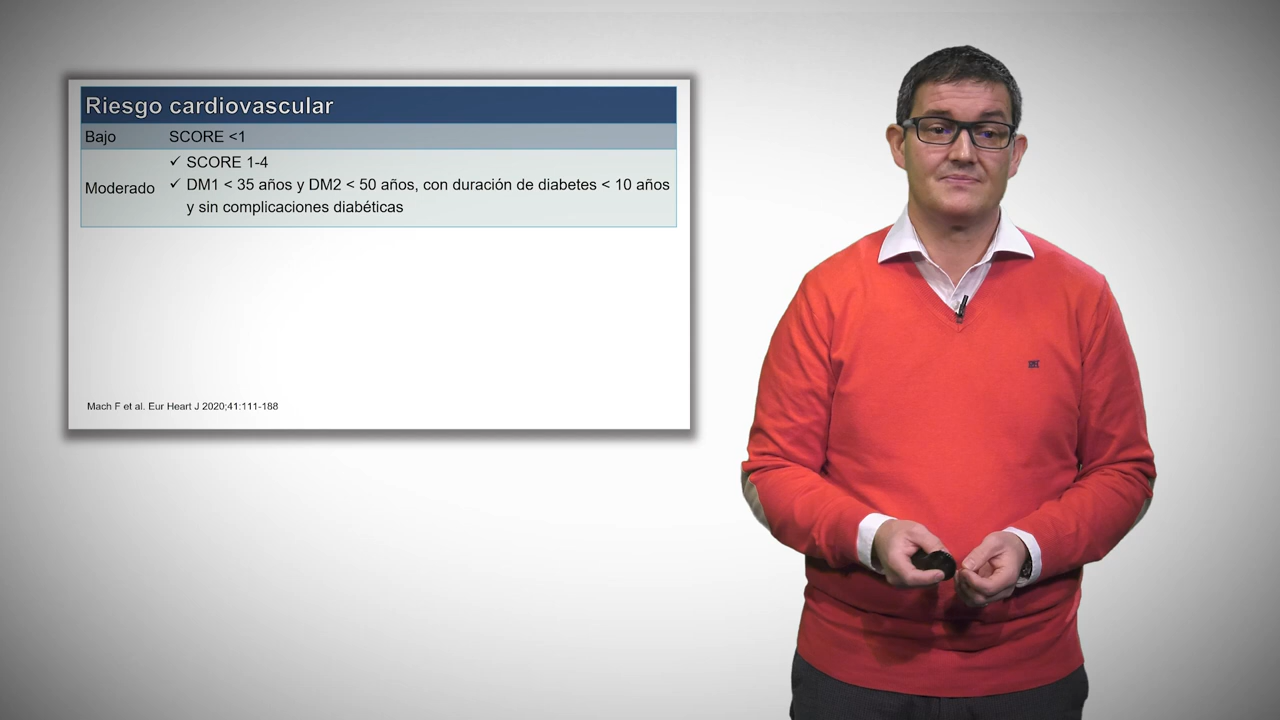 Riesgo cardiovascular
Bajo SCORE <1
✓ SCORE 1-4
Moderado ✓ DM1 < 35 años y DM2 < 50 años, con duración de diabetes < 10 años
y sin complicaciones diabéticas
Mach F et al. Eur Heart J 2020;41:111-188